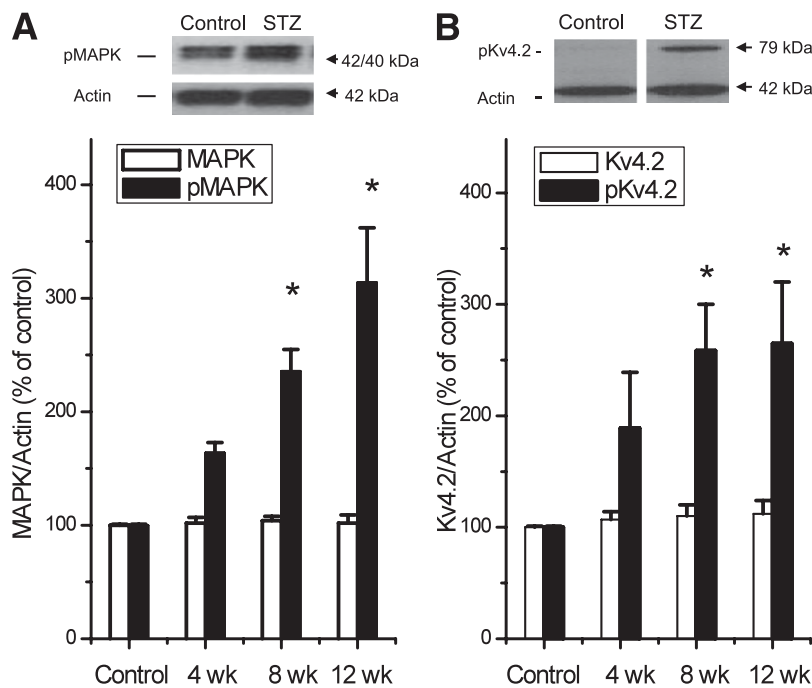 A
Control STZ
pMAPK
42/40 kDa
Actin
42 kDa
MAPK
pMAPK
MAPK/Actin (% of control)
400
300
200
100
0
*
*
Control 4 wk 8 wk 12 wk
B
Control STZ
pKv4.2
79 kDa
Actin
42 kDa
Kv4.2
pKv4.2
Kv4.2/Actin (% of control)
400
300
200
100
0
*
*
Control 4 wk 8 wk 12 wk